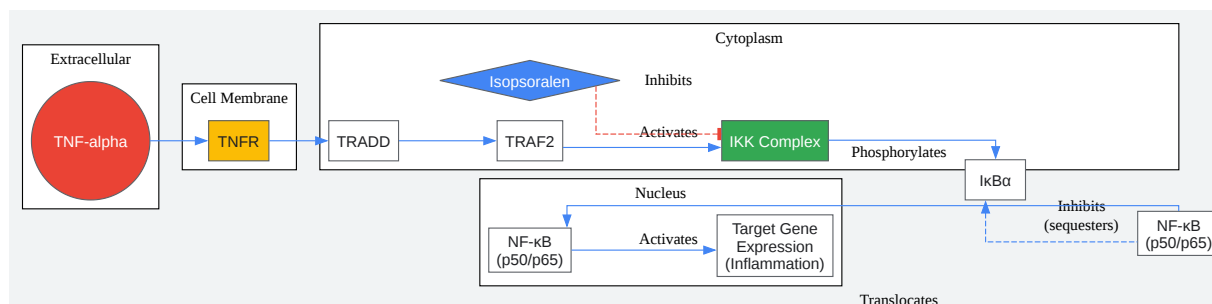 Extracellular
TNF-alpha
Cell Membrane
TNFR
Cytoplasm
Isopsoralen
Inhibits
TRADD
TRAF2
Activates
IKK Complex
Phosphorylates
IκBα
Inhibits
(sequesters)
NF-κB
(p50/p65)
Nucleus
NF-κB
(p50/p65)
Activates
Target Gene
Expression
(Inflammation)
Translocates